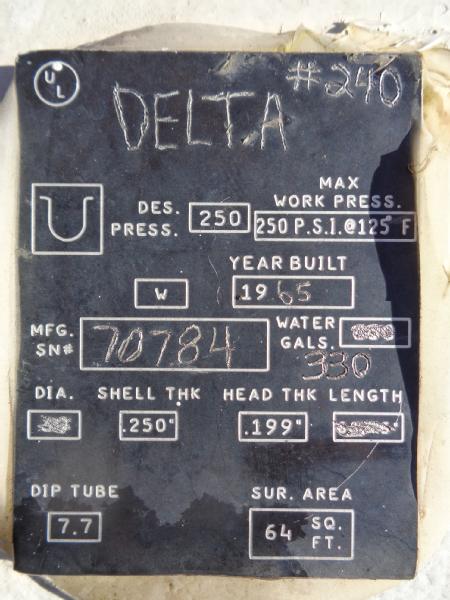 UL
#240
DELTA
U
DES. PRESS. 250
MAX WORK PRESS.
250 P.S.I.@125° F
W
YEAR BUILT
1965
MFG. SN# 70784
WATER GALS.
330
DIA.
SHELL THK
.250"
HEAD THK
.199"
LENGTH
DIP TUBE
7.7
SUR. AREA
64 SQ. FT.